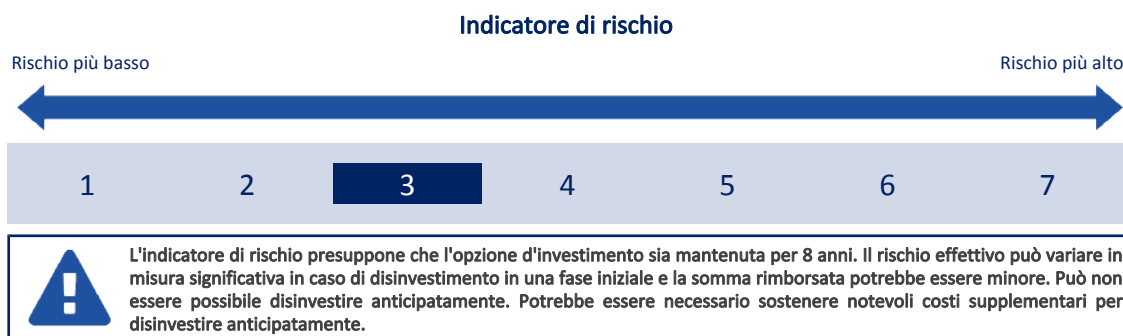 Indicatore di rischio
Rischio più basso
Rischio più alto
1 2 3 4 5 6 7
L'indicatore di rischio presuppone che l'opzione d'investimento sia mantenuta per 8 anni. Il rischio effettivo può variare in
misura significativa in caso di disinvestimento in una fase iniziale e la somma rimborsata potrebbe essere minore. Può non
essere possibile disinvestire anticipatamente. Potrebbe essere necessario sostenere notevoli costi supplementari per
disinvestire anticipatamente.